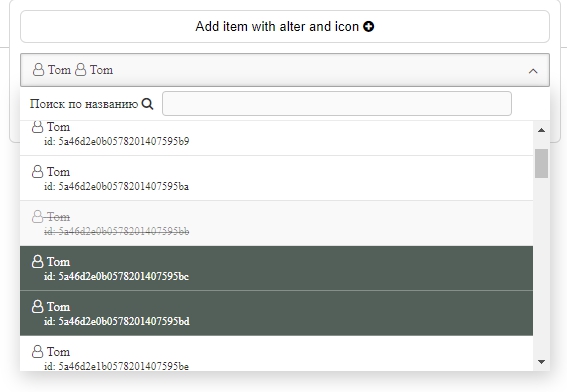 Add item with alter and icon
Tom Tom
Поиск по названию
Tom
id: 5a46d2e0b0578201407595b9
Tom
id: 5a46d2e0b0578201407595ba
Tom
id: 5a46d2e0b0578201407595bb
Tom
id: 5a46d2e0b0578201407595bc
Tom
id: 5a46d2e0b0578201407595bd
Tom
id: 5a46d2e1b0578201407595be